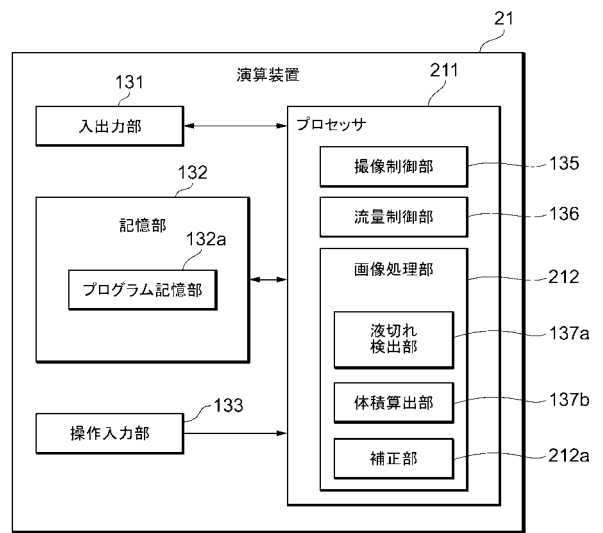 21
演算装置
131
入出力部
211
プロセッサ
撮像制御部
135
132
流量制御部
136
記憶部
132a
プログラム記憶部
画像処理部
212
液切れ
検出部
137a
体積算出部
137b
133
操作入力部
補正部
212a